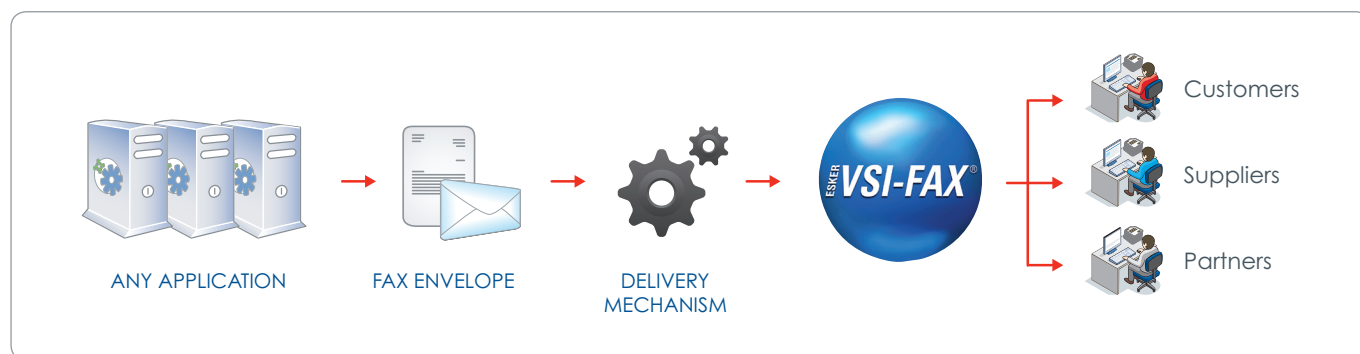 ANY APPLICATION
FAX ENVELOPE
DELIVERY
MECHANISM
ESKER
VSI-FAX®
Customers
Suppliers
Partners